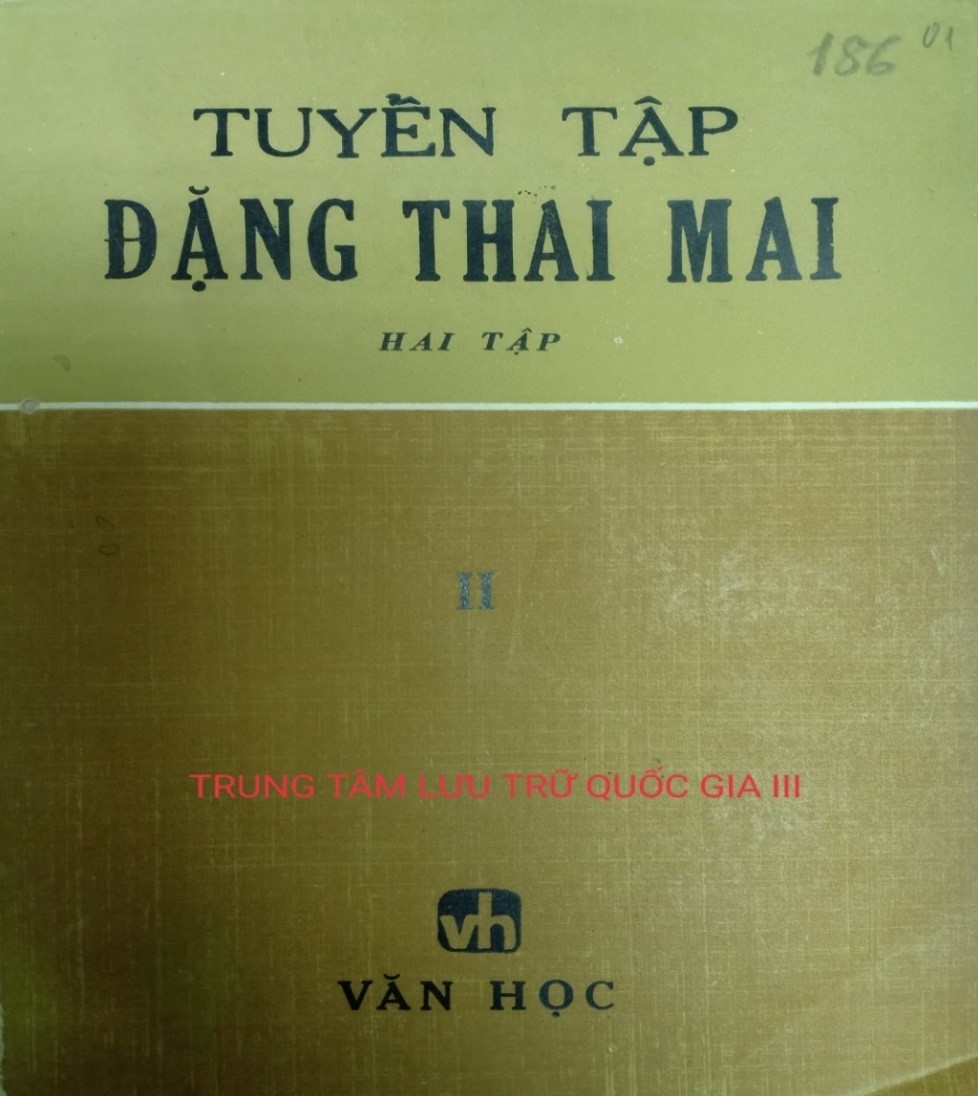 186 01
TUYỂN TẬP
ĐẶNG THAI MAI
HAI TẬP
II
TRUNG TÂM LƯU TRỮ QUỐC GIA III
vh
VĂN HỌC